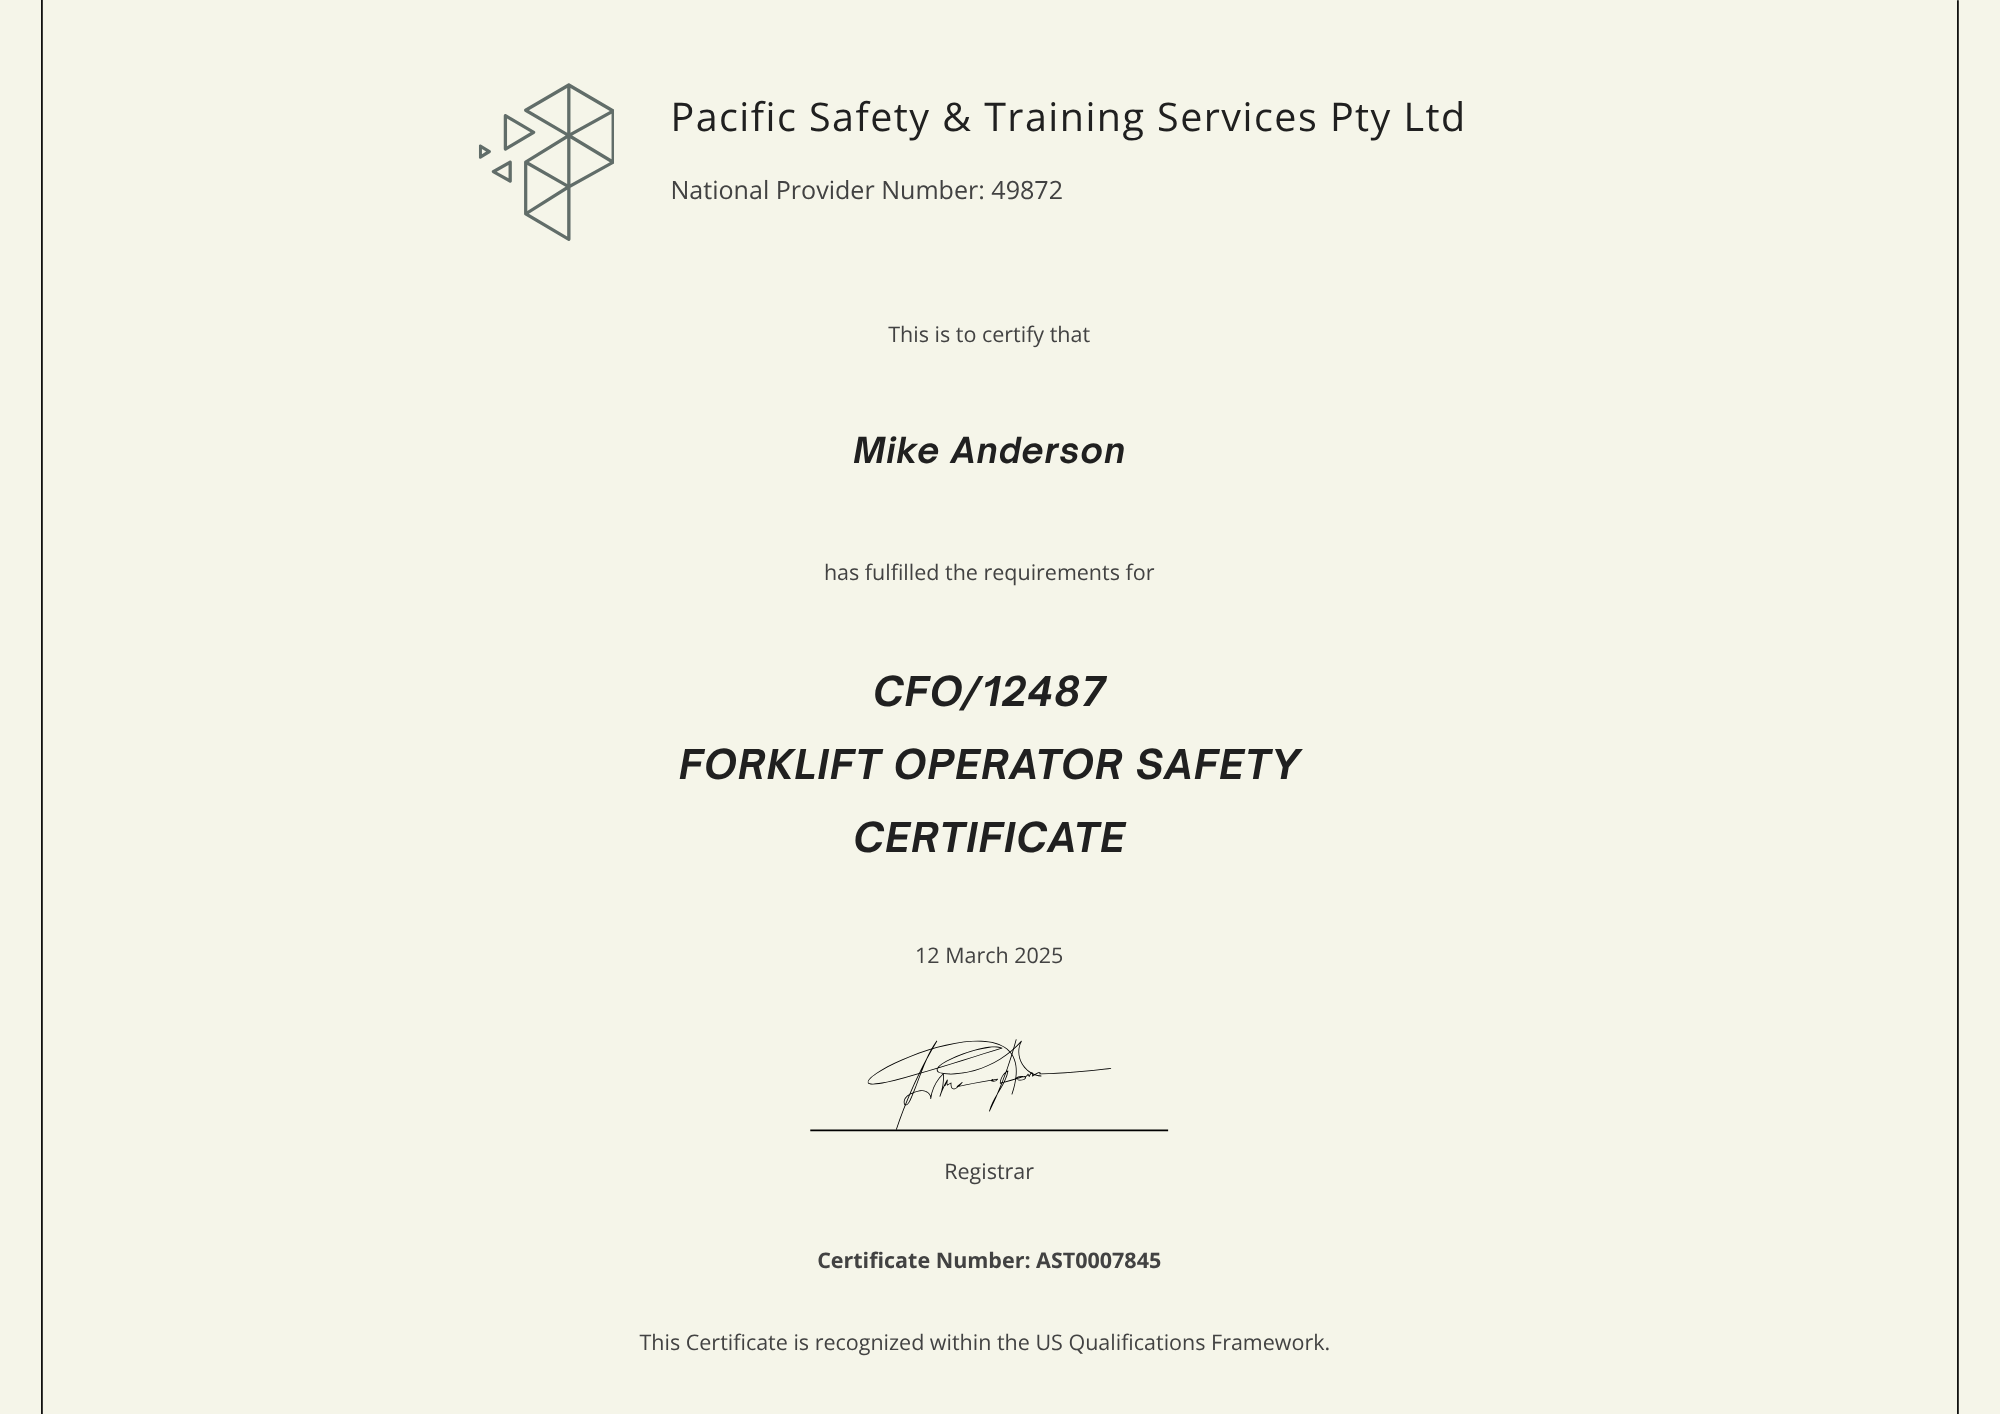 Pacific Safety & Training Services Pty Ltd
National Provider Number: 49872
This is to certify that
Mike Anderson
has fulfilled the requirements for
CFO/12487
FORKLIFT OPERATOR SAFETY
CERTIFICATE
12 March 2025
Registrar
Certificate Number: AST0007845
This Certificate is recognized within the US Qualifications Framework.